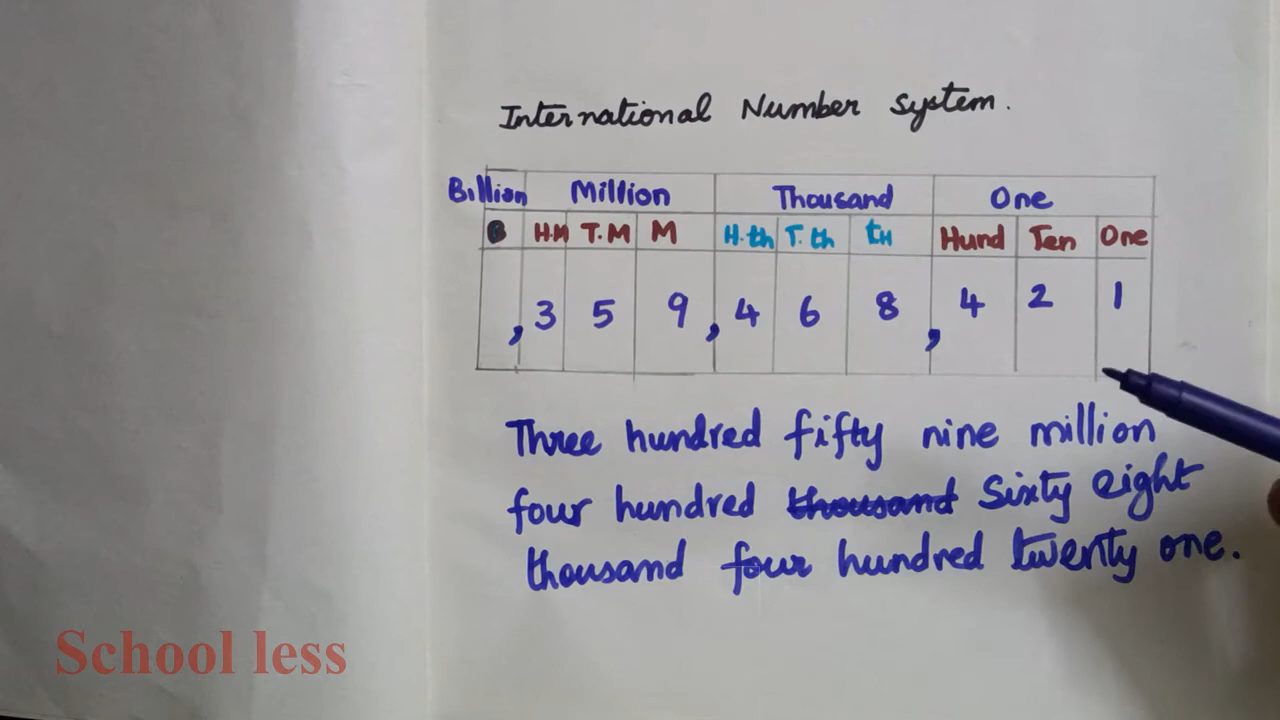 International Number System.
Billion Million Thousand One
B H.M T.M M H.th T.th tH Hund Ten One
, 3 5 9 , 4 6 8 , 4 2 1
Three hundred fifty nine million
four hundred thousand Sixty eight
thousand four hundred twenty one.
School less